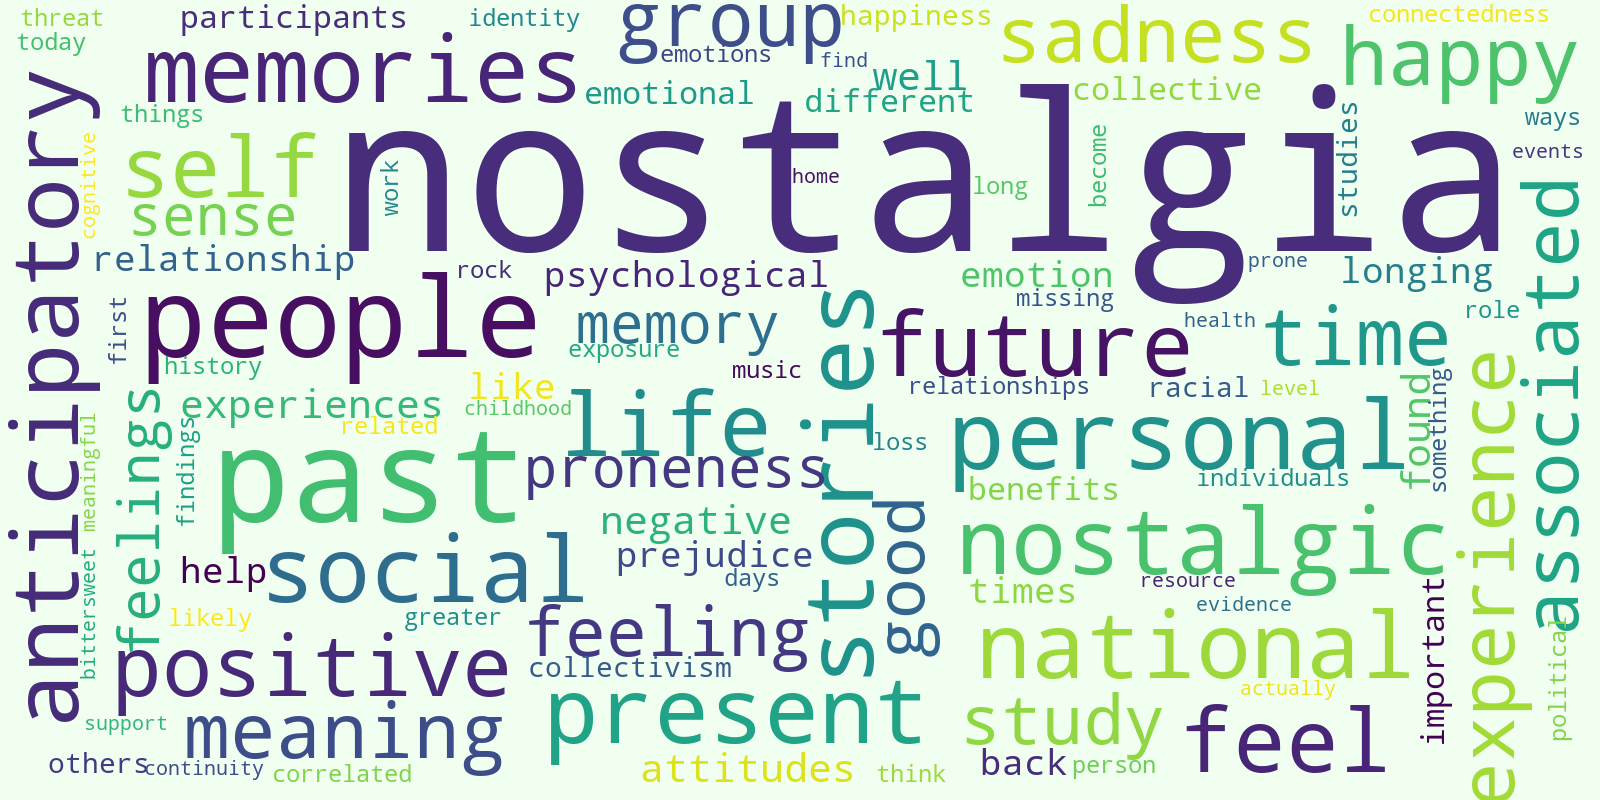 threat
participants
identity
group
happiness
sadness
connectedness
today
memories
emotions
find
well
happy
emotional
different
collective
things
nostalgia
studies
ways
cognitive
self
work
home
long
become
events
sense
anticipatory
relationship
rock
psychological
emotion
prone
longing
associated
first
people
memory
stories
missing
future
health
time
role
history
exposure
music
like
relationships
racial
level
something
experiences
childhood
life
found
experience
meaningful
feelings
findings
related
past
proneness
loss
personal
individuals
benefits
negative
good
nostalgic
bittersweet
help
social
prejudice
days
times
resource
important
likely
greater
feeling
evidence
national
political
positive
collectivism
actually
support
meaning
present
study
feel
others
continuity
correlated
attitudes
think
back
person